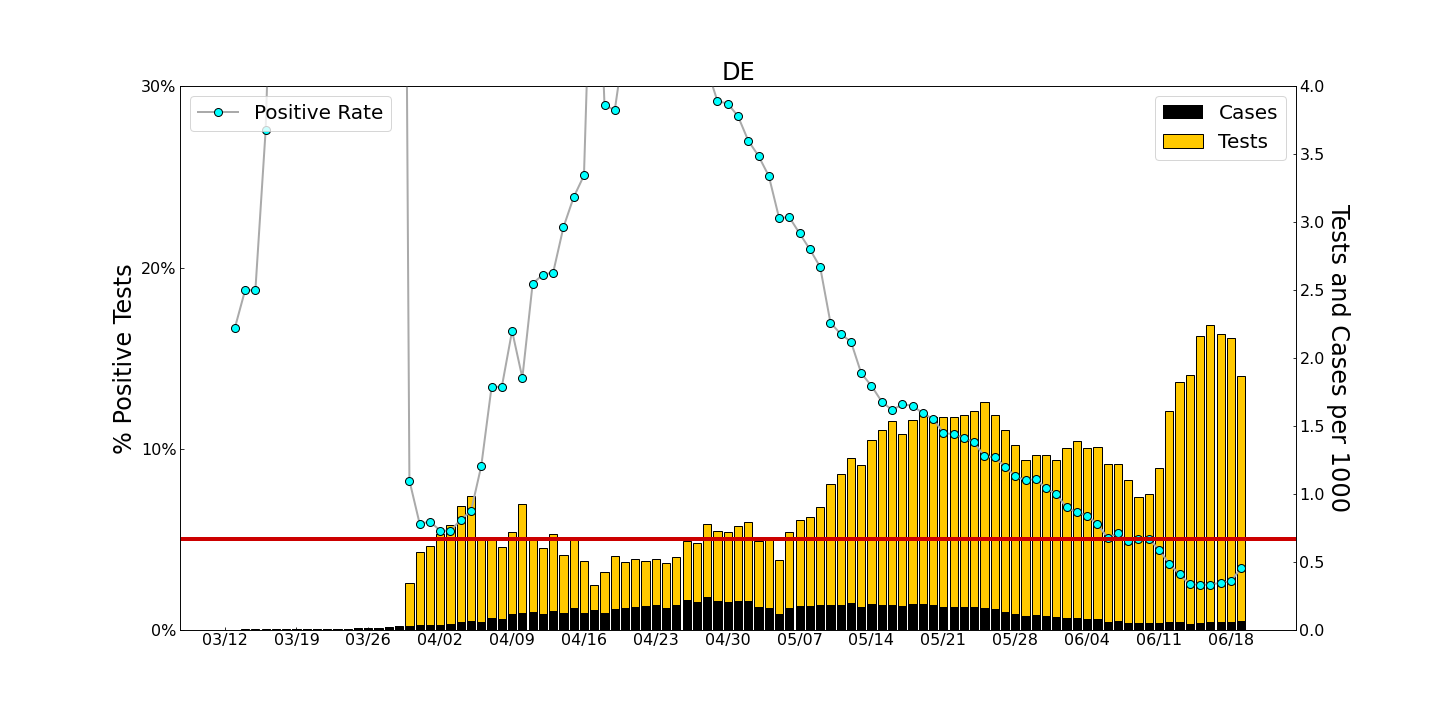 DE
Positive Rate
Cases
Tests
% Positive Tests
30%
20%
10%
0%
4.0
3.5
3.0
2.5
2.0
1.5
1.0
0.5
0.0
Tests and Cases per 1000
03/12 03/19 03/26 04/02 04/09 04/16 04/23 04/30 05/07 05/14 05/21 05/28 06/04 06/11 06/18